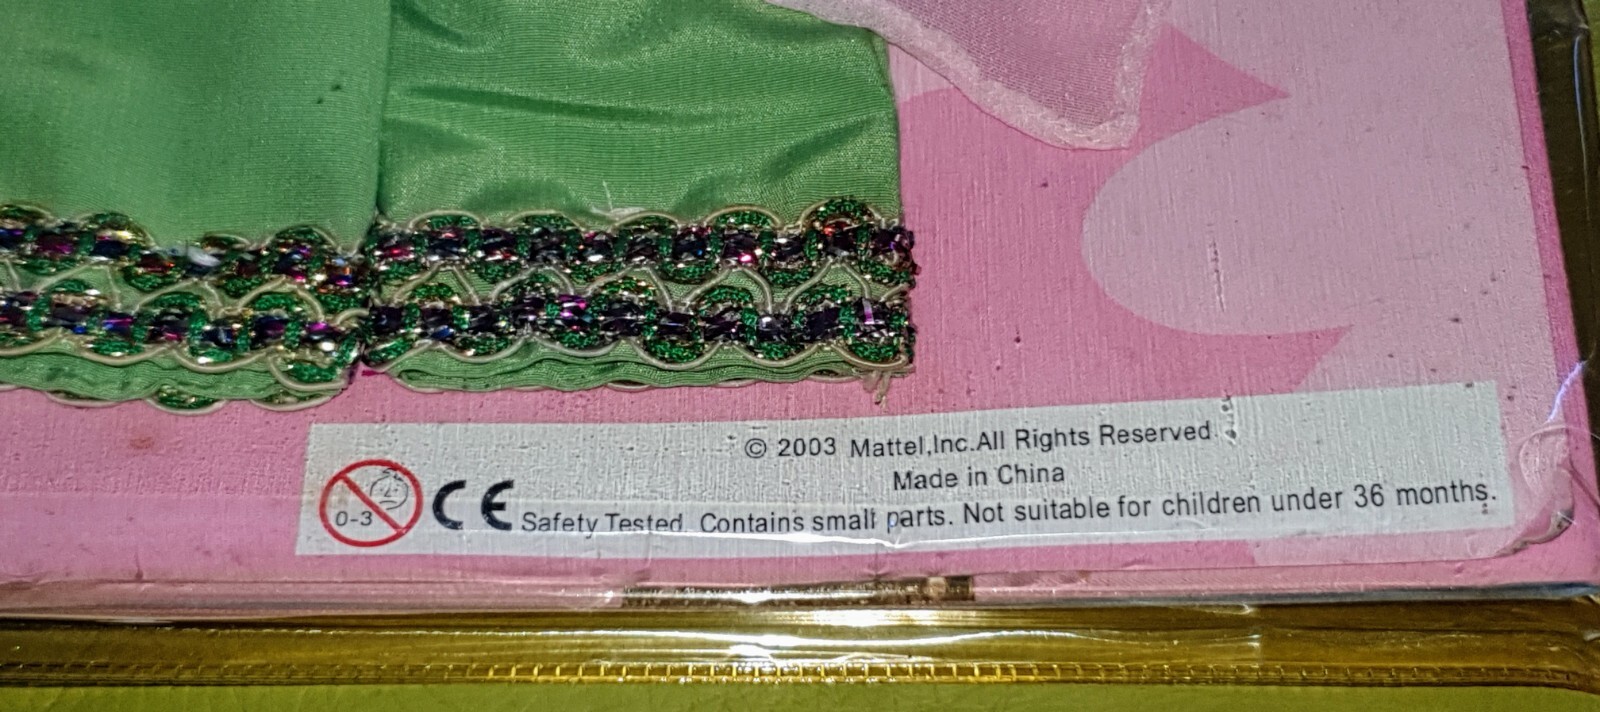 © 2003 Mattel,Inc.All Rights Reserved.
Made in China
0-3 CE Safety Tested. Contains small parts. Not suitable for children under 36 months.